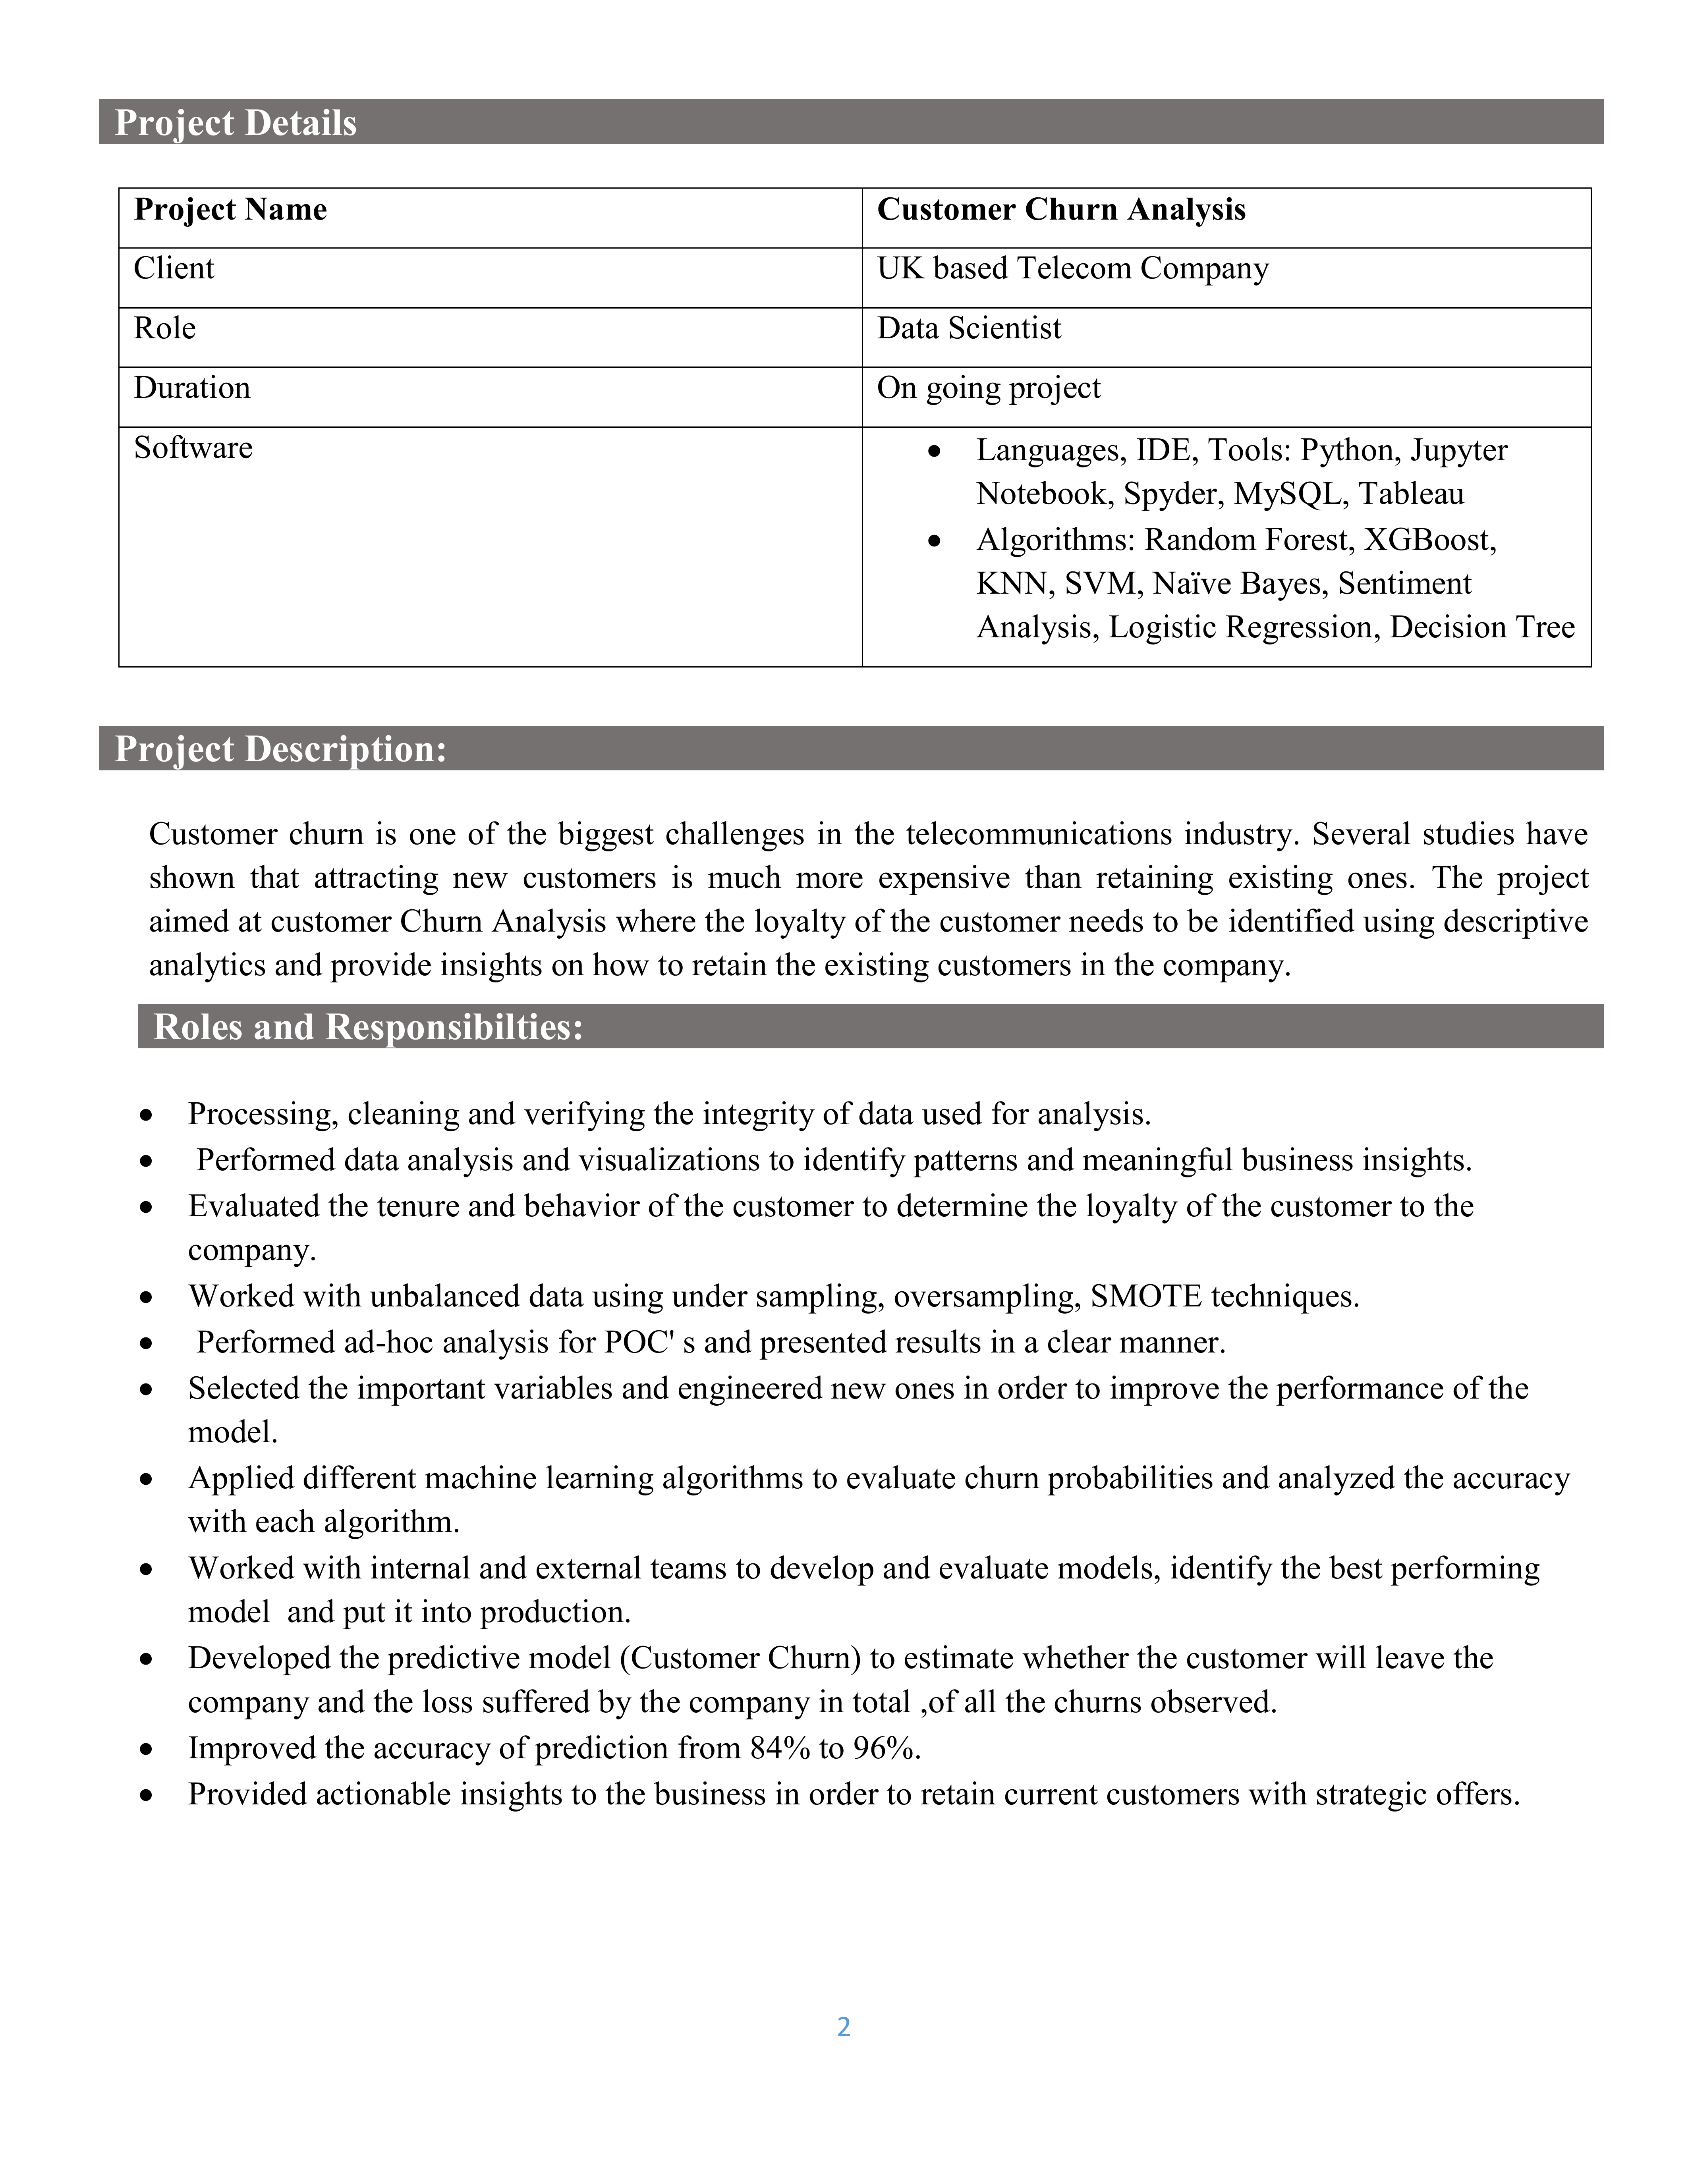 Project Details
Project Name
Customer Churn Analysis
Client
UK based Telecom Company
Role
Data Scientist
Duration
On going project
Software
• Languages, IDE, Tools: Python, Jupyter
Notebook, Spyder, MySQL, Tableau
• Algorithms: Random Forest, XGBoost,
KNN, SVM, Naïve Bayes, Sentiment
Analysis, Logistic Regression, Decision Tree
Project Description:
Customer churn is one of the biggest challenges in the telecommunications industry. Several studies have
shown that attracting new customers is much more expensive than retaining existing ones. The project
aimed at customer Churn Analysis where the loyalty of the customer needs to be identified using descriptive
analytics and provide insights on how to retain the existing customers in the company.
Roles and Responsibilties:
• Processing, cleaning and verifying the integrity of data used for analysis.
• Performed data analysis and visualizations to identify patterns and meaningful business insights.
• Evaluated the tenure and behavior of the customer to determine the loyalty of the customer to the
company.
• Worked with unbalanced data using under sampling, oversampling, SMOTE techniques.
• Performed ad-hoc analysis for POC' s and presented results in a clear manner.
• Selected the important variables and engineered new ones in order to improve the performance of the
model.
• Applied different machine learning algorithms to evaluate churn probabilities and analyzed the accuracy
with each algorithm.
• Worked with internal and external teams to develop and evaluate models, identify the best performing
model  and put it into production.
• Developed the predictive model (Customer Churn) to estimate whether the customer will leave the
company and the loss suffered by the company in total ,of all the churns observed.
• Improved the accuracy of prediction from 84% to 96%.
• Provided actionable insights to the business in order to retain current customers with strategic offers.
2